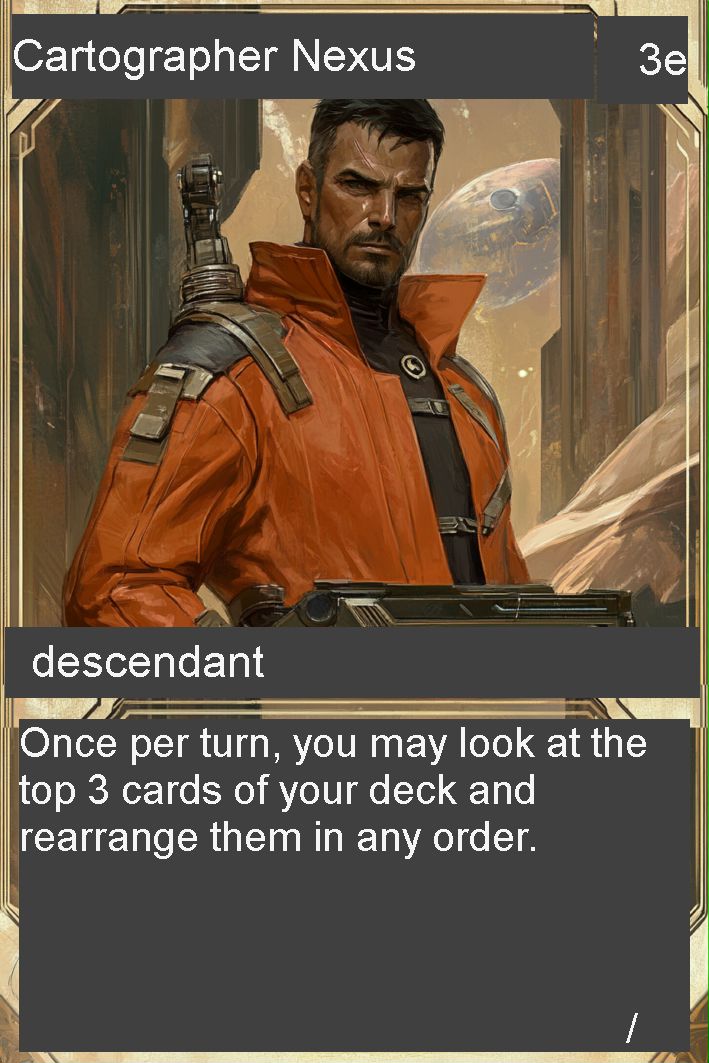 Cartographer Nexus
3e
descendant
Once per turn, you may look at the
top 3 cards of your deck and
rearrange them in any order.
/